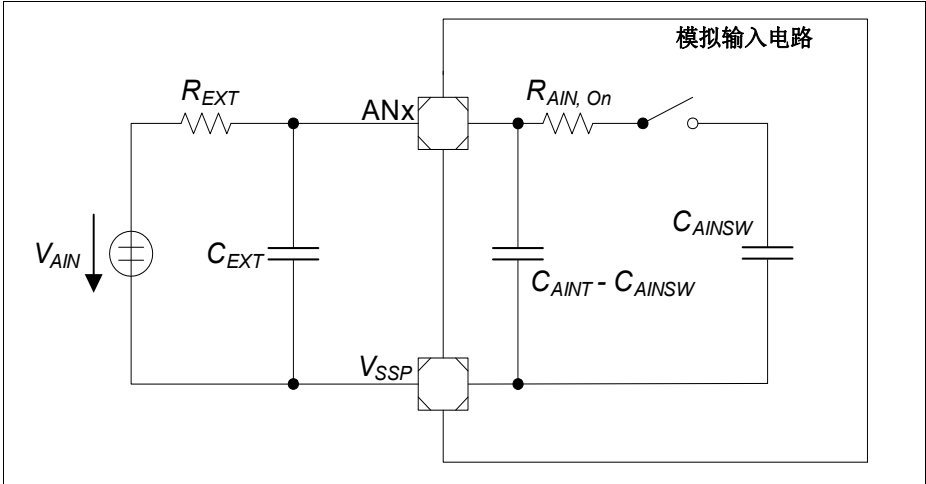 模拟输入电路
R_EXT
ANx
R_AIN, On
V_AIN
C_EXT
C_AINT - C_AINSW
C_AINSW
V_SSP